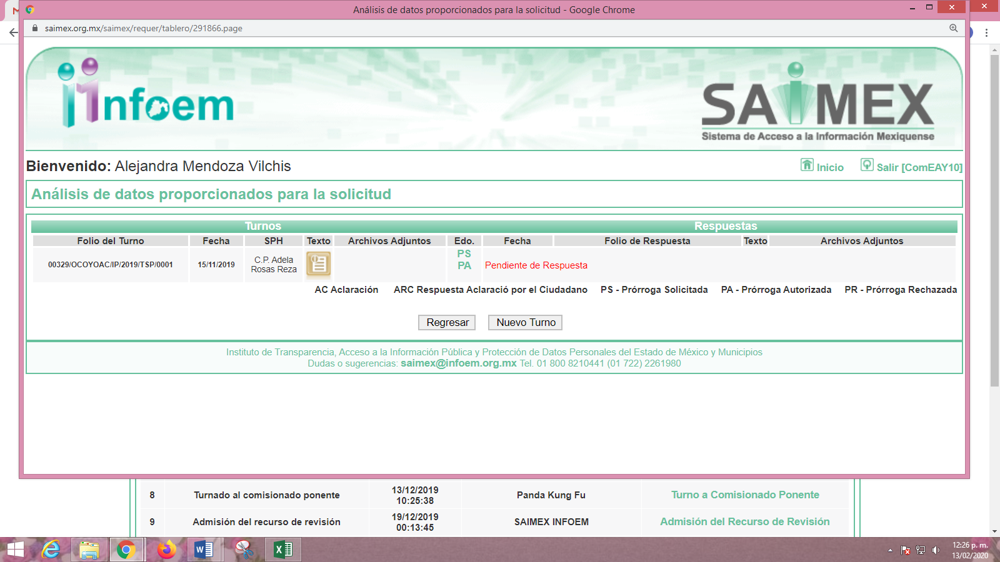 Análisis de datos proporcionados para la solicitud - Google Chrome
saimex.org.mx/saimex/requer/tablero/291866.page
infoem
SAIMEX
Sistema de Acceso a la Información Mexiquense
Bienvenido: Alejandra Mendoza Vilchis
Inicio Salir [ComEAY10]
Análisis de datos proporcionados para la solicitud
Turnos Respuestas
Folio del Turno Fecha SPH Texto Archivos Adjuntos Edo. Fecha Folio de Respuesta Texto Archivos Adjuntos
00329/OCOYOAC/IP/2019/TSP/0001 15/11/2019 C.P. Adela Rosas Reza PS PA Pendiente de Respuesta
AC Aclaración ARC Respuesta Aclaració por el Ciudadano PS - Prórroga Solicitada PA - Prórroga Autorizada PR - Prórroga Rechazada
Regresar Nuevo Turno
Instituto de Transparencia, Acceso a la Información Pública y Protección de Datos Personales del Estado de México y Municipios
Dudas o sugerencias: saimex@infoem.org.mx Tel. 01 800 8210441 (01 722) 2261980
8 Turnado al comisionado ponente 13/12/2019 10:25:38 Panda Kung Fu Turno a Comisionado Ponente
9 Admisión del recurso de revisión 19/12/2019 00:13:45 SAIMEX INFOEM Admisión del Recurso de Revisión
12:26 p. m.
13/02/2020